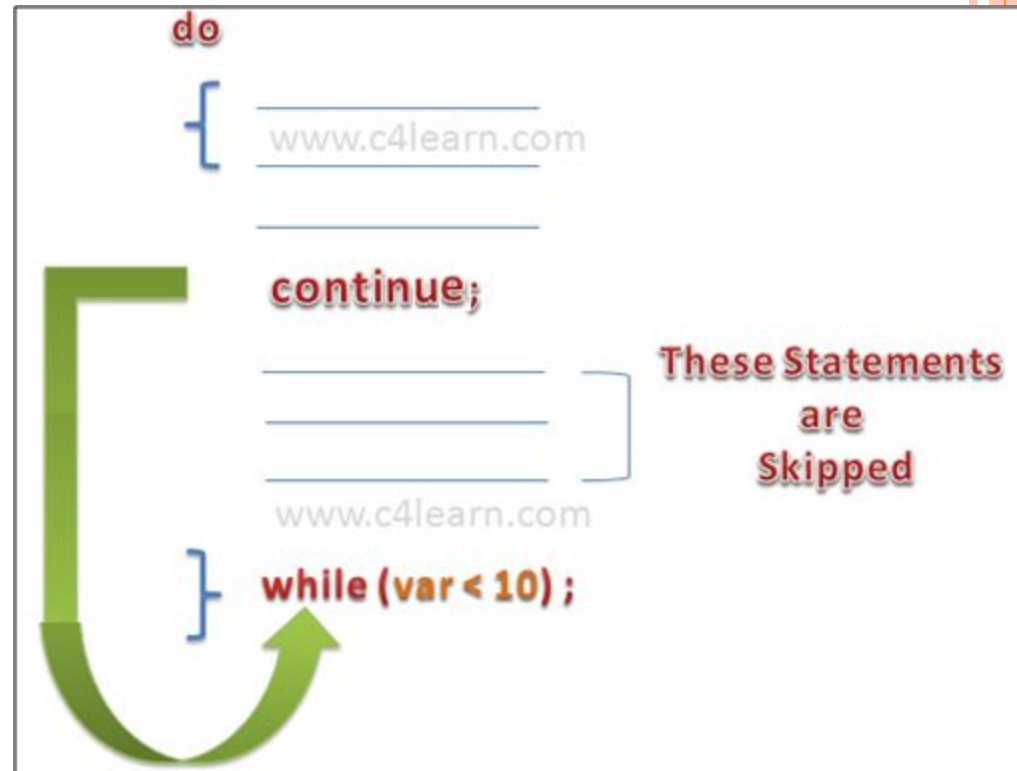 do
{
www.c4learn.com
continue;
These Statements
are
Skipped
www.c4learn.com
} while (var < 10) ;